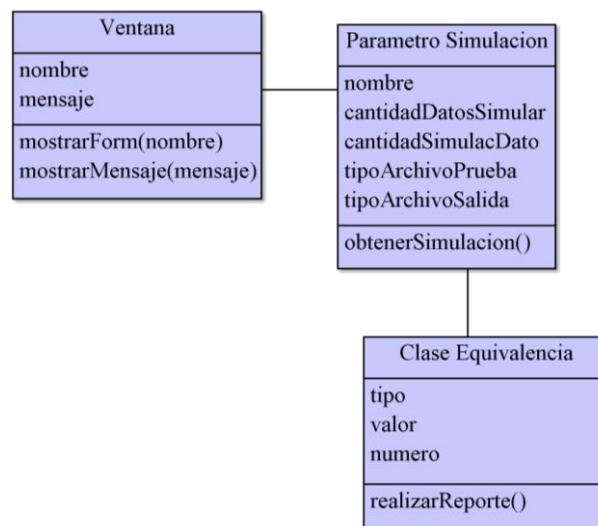 Ventana
nombre
mensaje
mostrarForm(nombre)
mostrarMensaje(mensaje)
Parametro Simulacion
nombre
cantidadDatosSimular
cantidadSimulacDato
tipoArchivoPrueba
tipoArchivoSalida
obtenerSimulacion()
Clase Equivalencia
tipo
valor
numero
realizarReporte()